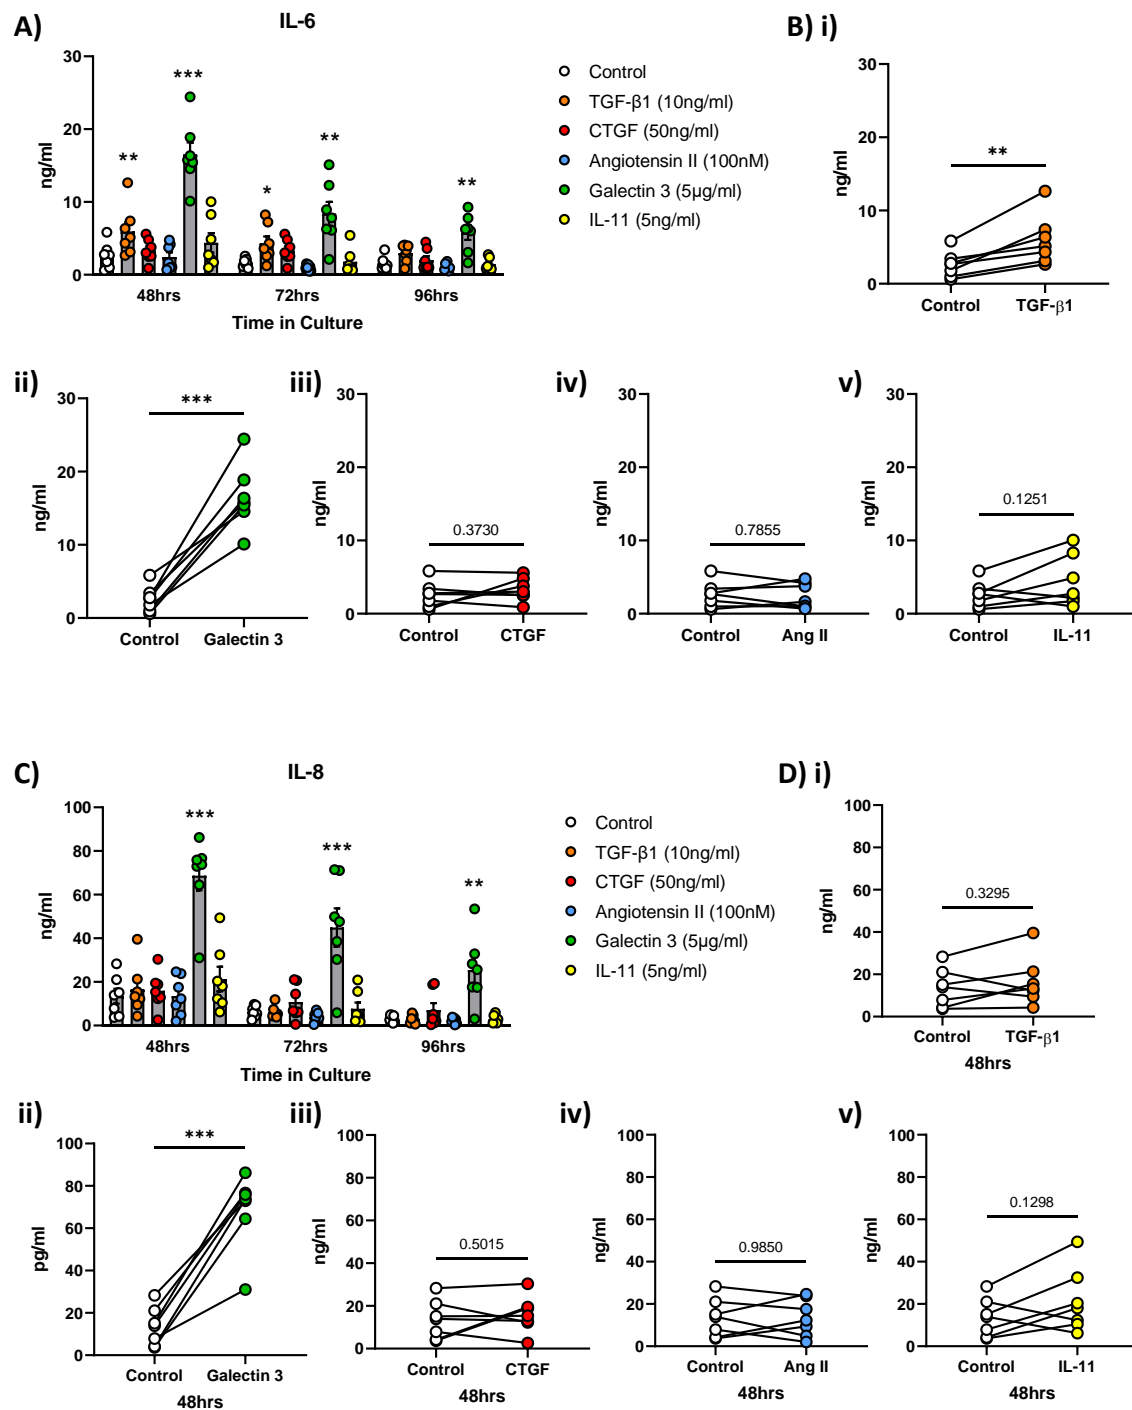 A)
IL-6
30
20
10
0
ng/ml
***
**
**
*
**
48hrs
72hrs
96hrs
Time in Culture
Control
TGF-β1 (10ng/ml)
CTGF (50ng/ml)
Angiotensin II (100nM)
Galectin 3 (5µg/ml)
IL-11 (5ng/ml)
B) i)
30
20
10
0
ng/ml
**
Control
TGF-β1
ii)
30
20
10
0
ng/ml
***
Control
Galectin 3
iii)
30
20
10
0
ng/ml
0.3730
Control
CTGF
iv)
30
20
10
0
ng/ml
0.7855
Control
Ang II
v)
30
20
10
0
ng/ml
0.1251
Control
IL-11
C)
IL-8
100
80
60
40
20
0
ng/ml
***
***
**
48hrs
72hrs
96hrs
Time in Culture
Control
TGF-β1 (10ng/ml)
CTGF (50ng/ml)
Angiotensin II (100nM)
Galectin 3 (5µg/ml)
IL-11 (5ng/ml)
D) i)
100
80
60
40
20
0
ng/ml
0.3295
Control
TGF-β1
48hrs
ii)
100
80
60
40
20
0
pg/ml
***
Control
Galectin 3
48hrs
iii)
100
80
60
40
20
0
ng/ml
0.5015
Control
CTGF
48hrs
iv)
100
80
60
40
20
0
ng/ml
0.9850
Control
Ang II
48hrs
v)
100
80
60
40
20
0
ng/ml
0.1298
Control
IL-11
48hrs